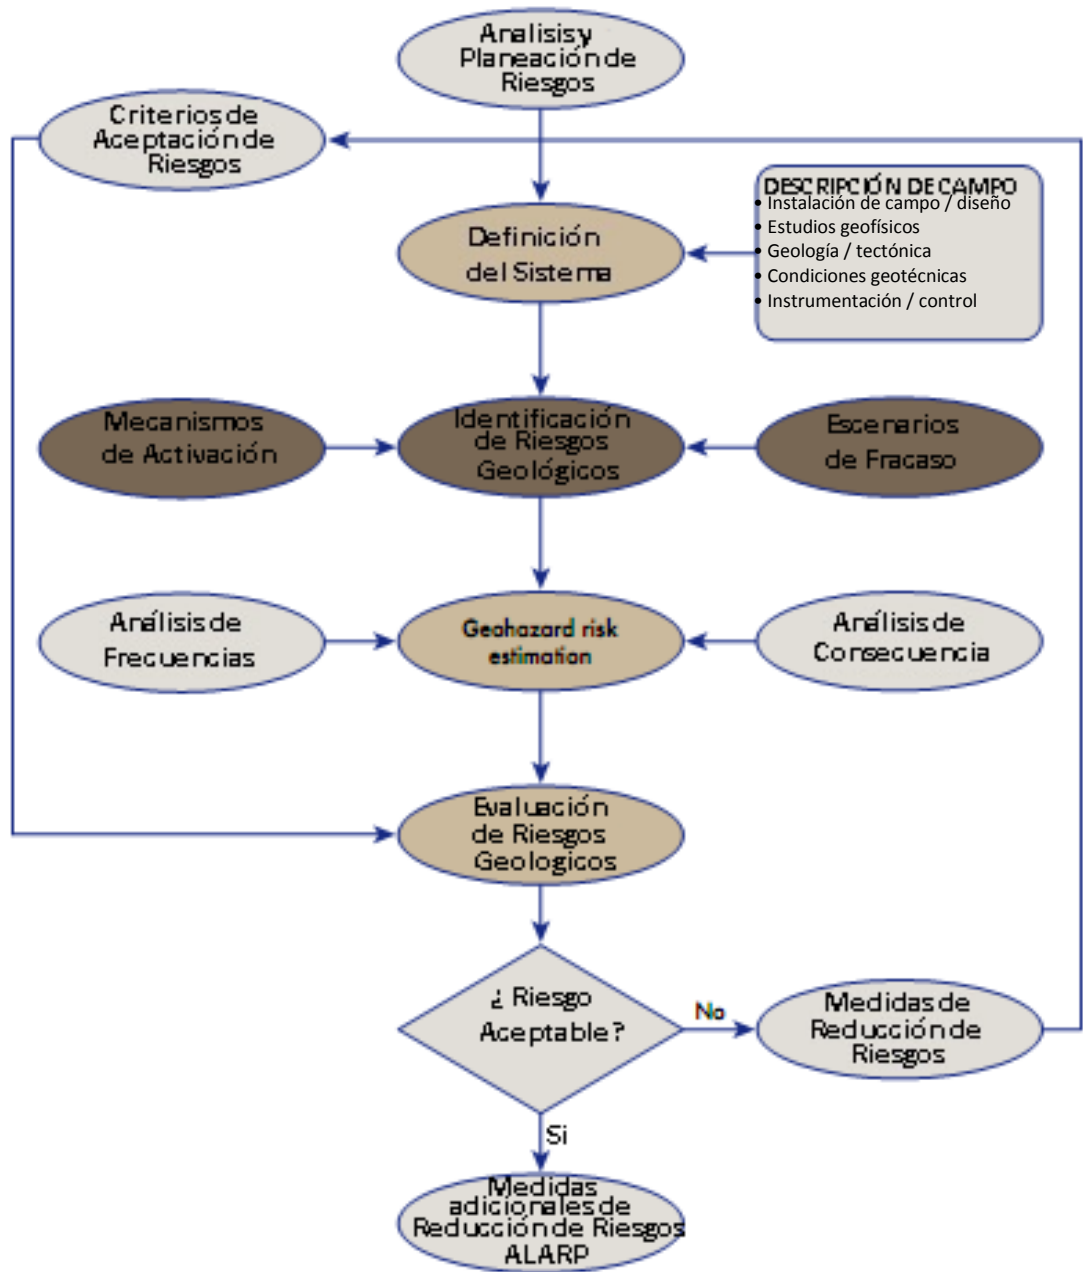 Analisis y
Planeación de
Riesgos
Criterios de
Aceptación de
Riesgos
DESCRIPCIÓN DE CAMPO
• Instalación de campo / diseño
• Estudios geofísicos
• Geología / tectónica
• Condiciones geotécnicas
• Instrumentación / control
Definición
del Sistema
Mecanismos
de Activación
Identificación
de Riesgos
Geológicos
Escenarios
de Fracaso
Análisis de
Frecuencias
Geohazard risk
estimation
Análisis de
Consecuencia
Evaluación
de Riesgos
Geologicos
¿ Riesgo
Aceptable?
No
Medidas de
Reducción de
Riesgos
Si
Medidas
adicionales de
Reducción de Riesgos
ALARP